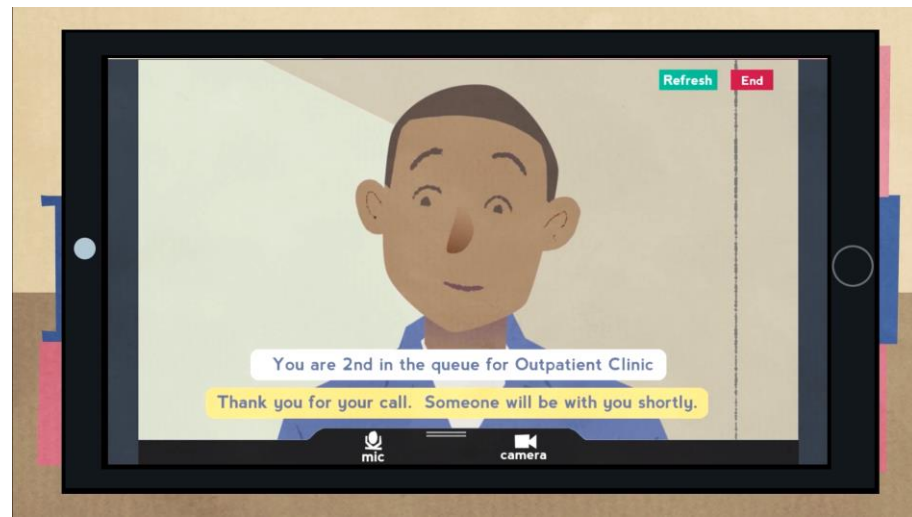 Refresh End
You are 2nd in the queue for Outpatient Clinic
Thank you for your call. Someone will be with you shortly.
mic camera